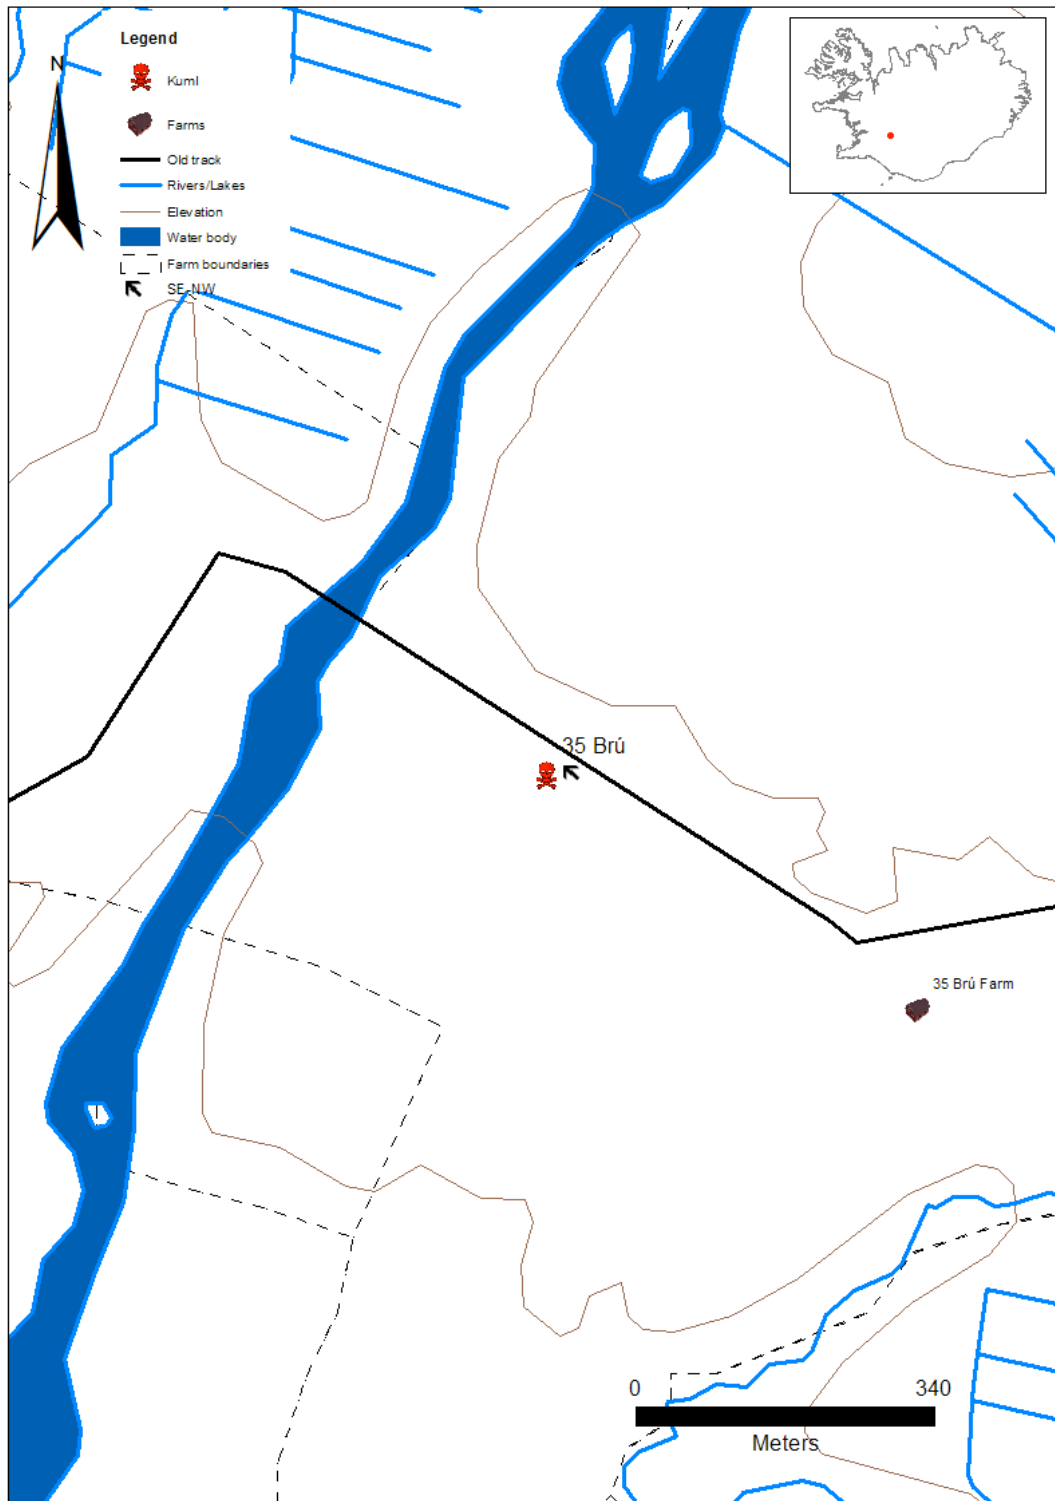 Legend
N
Kuml
Farms
Old track
Rivers/Lakes
Elevation
Water body
Farm boundaries
SE-NW
35 Brú
35 Brú Farm
0 340
Meters